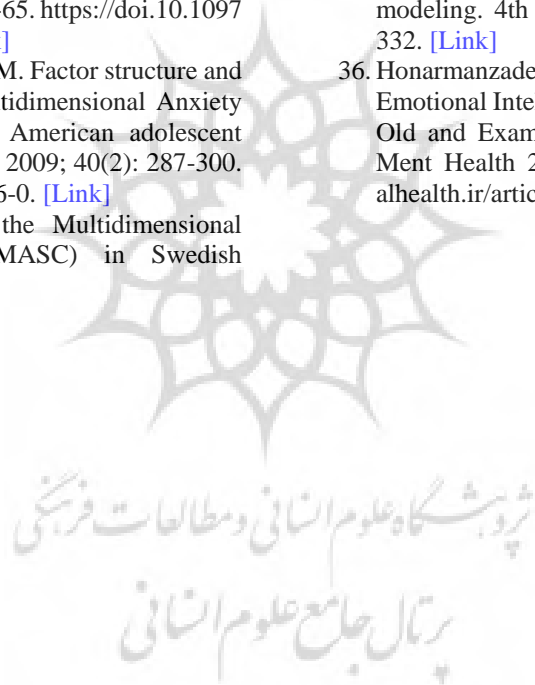 -65. https://doi.org/10.1097
]
M. Factor structure and
tidimensional Anxiety
American adolescent
2009; 40(2): 287-300.
6-0. [Link]
the Multidimensional
MASC) in Swedish
modeling. 4th
332. [Link]
36. Honarmanzade
Emotional Inte
Old and Exam
Ment Health 2
alhealth.ir/artic
پژوهشگاه علوم انسانی و مطالعات فرهنگی
پرتال جامع علوم انسانی